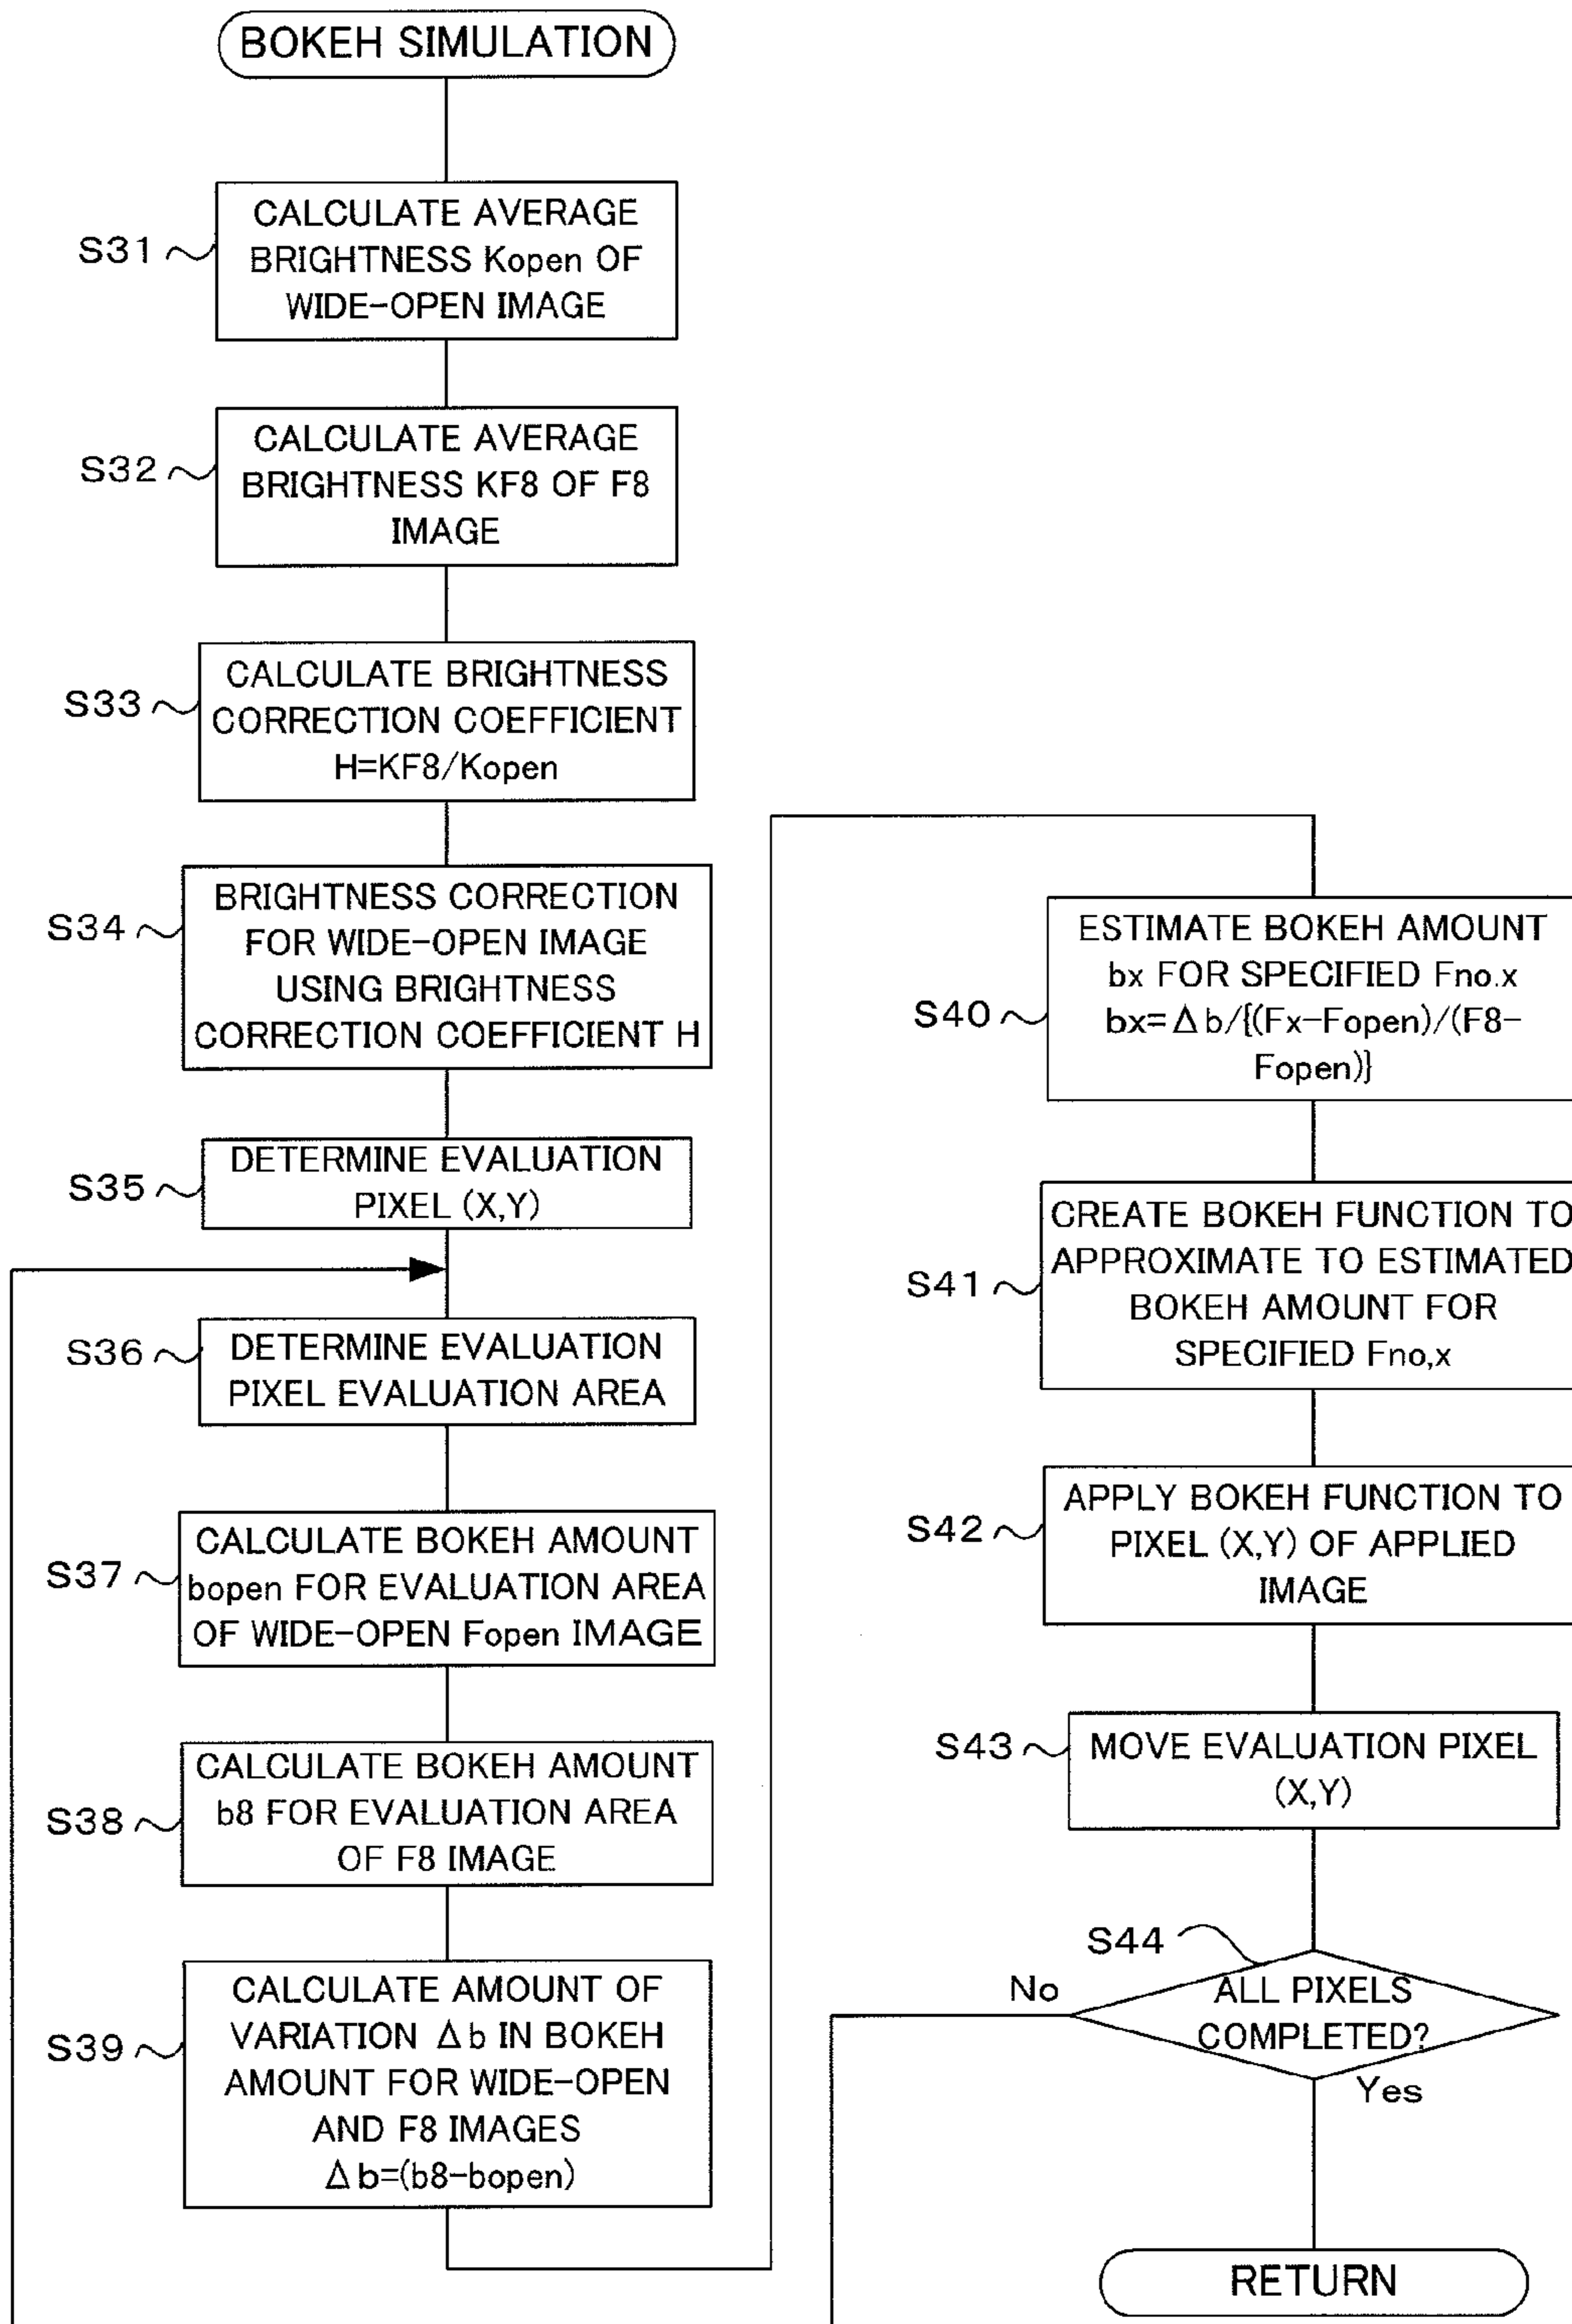 BOKEH SIMULATION
S31
CALCULATE AVERAGE
BRIGHTNESS Kopen OF
WIDE-OPEN IMAGE
S32
CALCULATE AVERAGE
BRIGHTNESS KF8 OF F8
IMAGE
S33
CALCULATE BRIGHTNESS
CORRECTION COEFFICIENT
H=KF8/Kopen
S34
BRIGHTNESS CORRECTION
FOR WIDE-OPEN IMAGE
USING BRIGHTNESS
CORRECTION COEFFICIENT H
S35
DETERMINE EVALUATION
PIXEL (X,Y)
S36
DETERMINE EVALUATION
PIXEL EVALUATION AREA
S37
CALCULATE BOKEH AMOUNT
bopen FOR EVALUATION AREA
OF WIDE-OPEN Fopen IMAGE
S38
CALCULATE BOKEH AMOUNT
b8 FOR EVALUATION AREA
OF F8 IMAGE
S39
CALCULATE AMOUNT OF
VARIATION Δb IN BOKEH
AMOUNT FOR WIDE-OPEN
AND F8 IMAGES
Δb=(b8-bopen)
S40
ESTIMATE BOKEH AMOUNT
bx FOR SPECIFIED Fno.x
bx=Δb/{(Fx-Fopen)/(F8-
Fopen)}
S41
CREATE BOKEH FUNCTION TO
APPROXIMATE TO ESTIMATED
BOKEH AMOUNT FOR
SPECIFIED Fno,x
S42
APPLY BOKEH FUNCTION TO
PIXEL (X,Y) OF APPLIED
IMAGE
S43
MOVE EVALUATION PIXEL
(X,Y)
S44
ALL PIXELS
COMPLETED?
No
Yes
RETURN